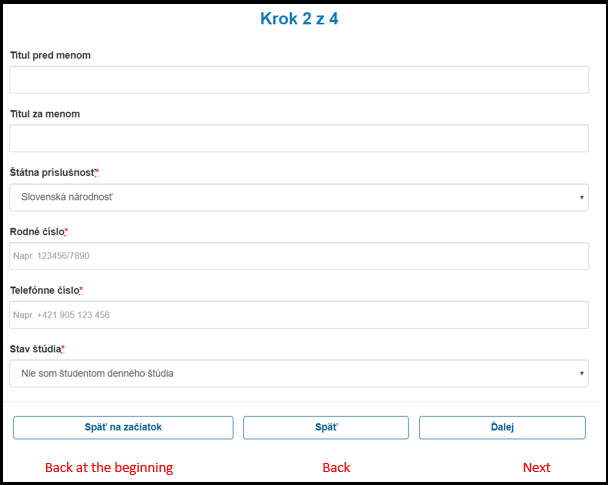 Krok 2 z 4
Titul pred menom
Titul za menom
Štátna príslušnosť*
Slovenská národnosť
Rodné číslo*
Napr. 123456/7890
Telefónne číslo*
Napr. +421 905 123 456
Stav štúdia*
Nie som študentom denného štúdia
Späť na začiatok Späť Ďalej
Back at the beginning Back Next